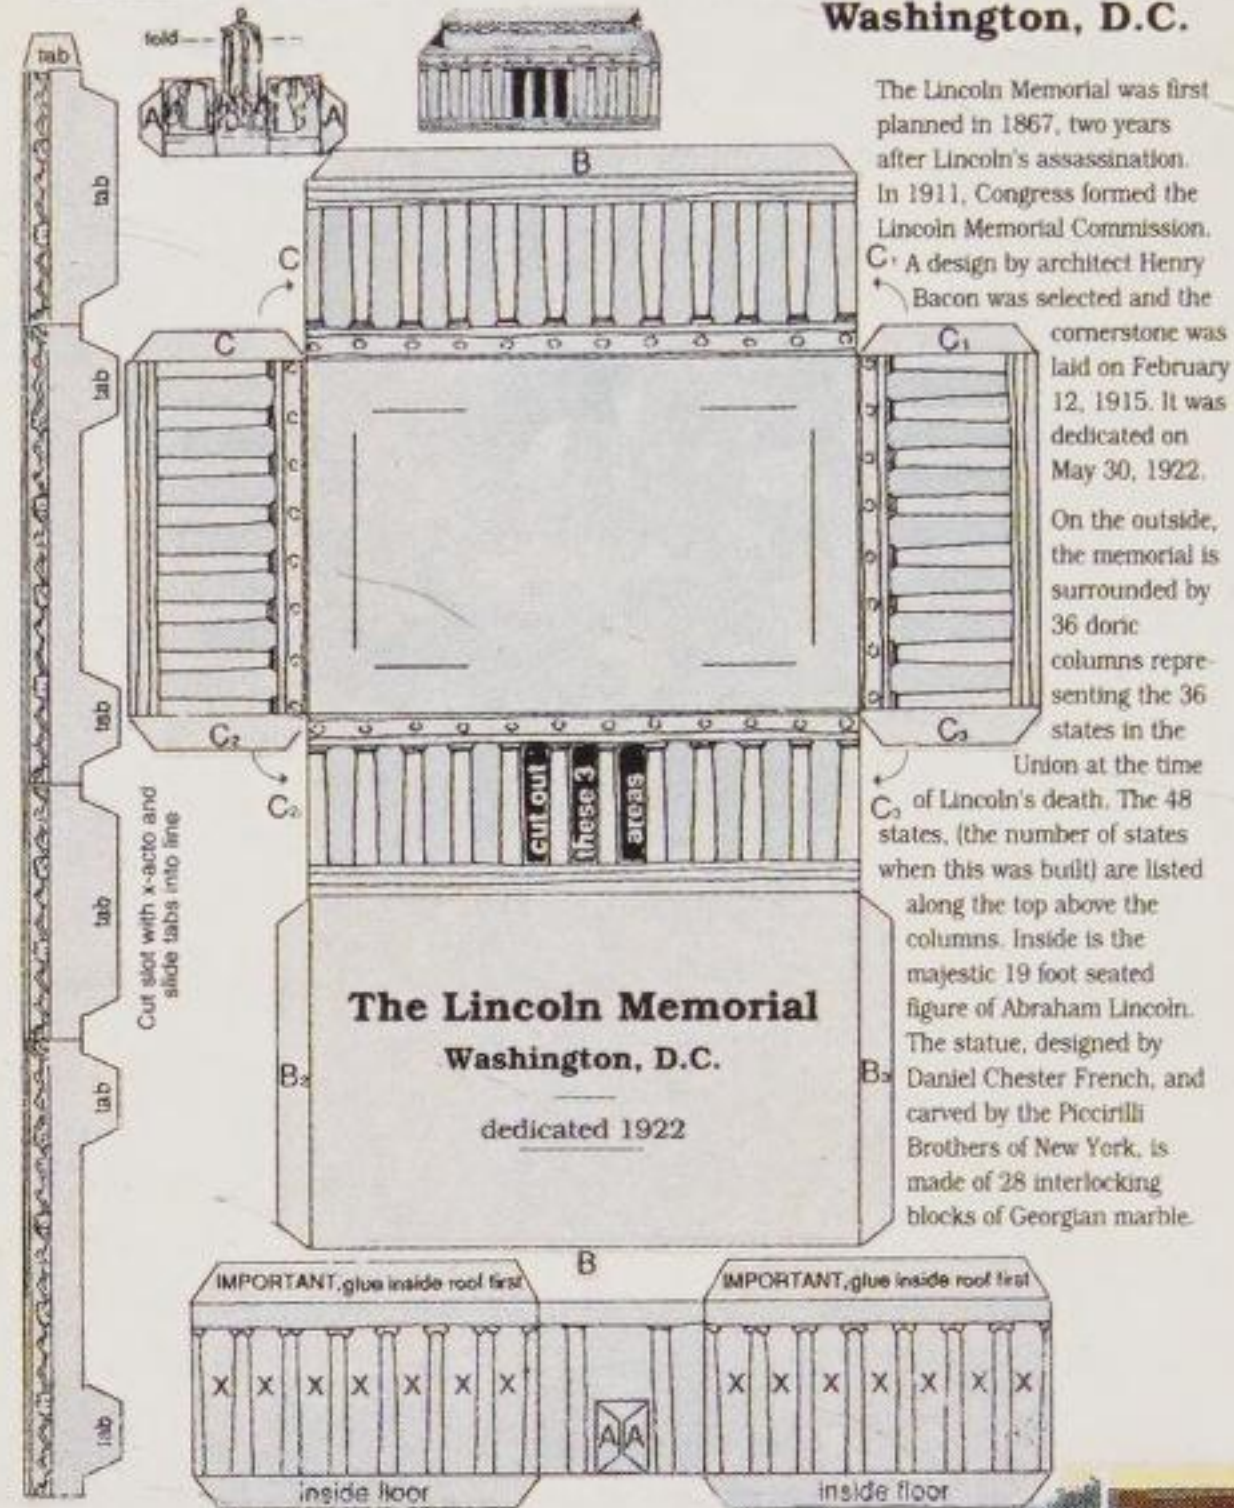 Washington, D.C.
The Lincoln Memorial was first
planned in 1867, two years
after Lincoln's assassination.
In 1911, Congress formed the
Lincoln Memorial Commission.
A design by architect Henry
Bacon was selected and the
cornerstone was
laid on February
12, 1915. It was
dedicated on
May 30, 1922.
On the outside,
the memorial is
surrounded by
36 doric
columns repre-
senting the 36
states in the
Union at the time
of Lincoln's death. The 48
states, (the number of states
when this was built) are listed
along the top above the
columns. Inside is the
majestic 19 foot seated
figure of Abraham Lincoln.
The statue, designed by
Daniel Chester French, and
carved by the Piccirilli
Brothers of New York, is
made of 28 interlocking
blocks of Georgian marble.
fold
A
A
tab
tab
tab
tab
tab
tab
tab
Cut slot with x-acto and
slide tabs into line
B
C
C1
C
C1
C2
C3
C2
C3
cut out
these 3
areas
The Lincoln Memorial
Washington, D.C.
dedicated 1922
B2
B3
B
IMPORTANT, glue inside roof first
IMPORTANT, glue inside roof first
X X X X X X X
X X X X X X X
A A
inside floor
inside floor